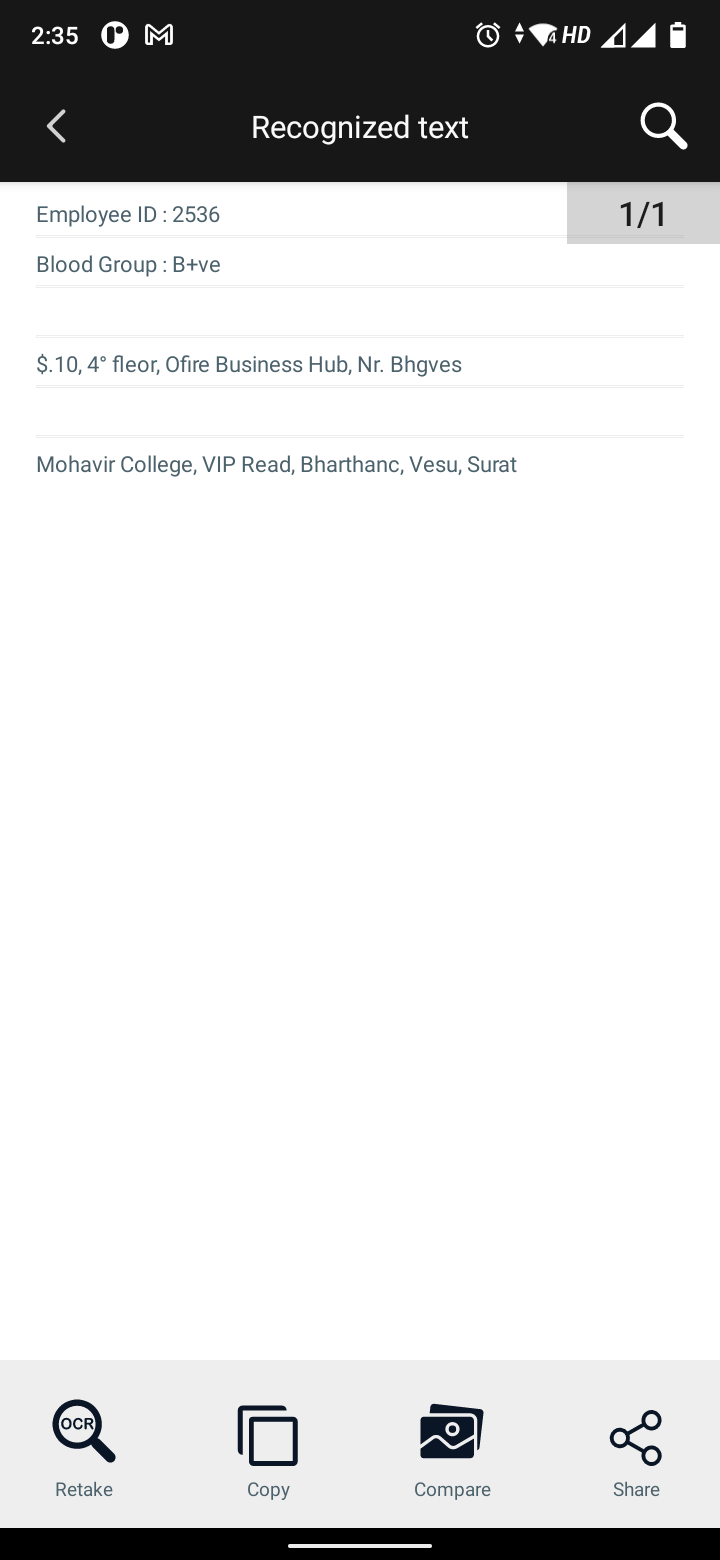 2:35 4 HD
Recognized text
Employee ID : 2536
1/1
Blood Group : B+ve
$.10, 4° fleor, Ofire Business Hub, Nr. Bhgves
Mohavir College, VIP Read, Bharthanc, Vesu, Surat
OCR
Retake Copy Compare Share